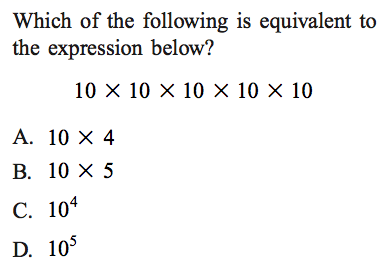 Which of the following is equivalent to
the expression below?
10 × 10 × 10 × 10 × 10
A. 10 × 4
B. 10 × 5
C. 10⁴
D. 10⁵